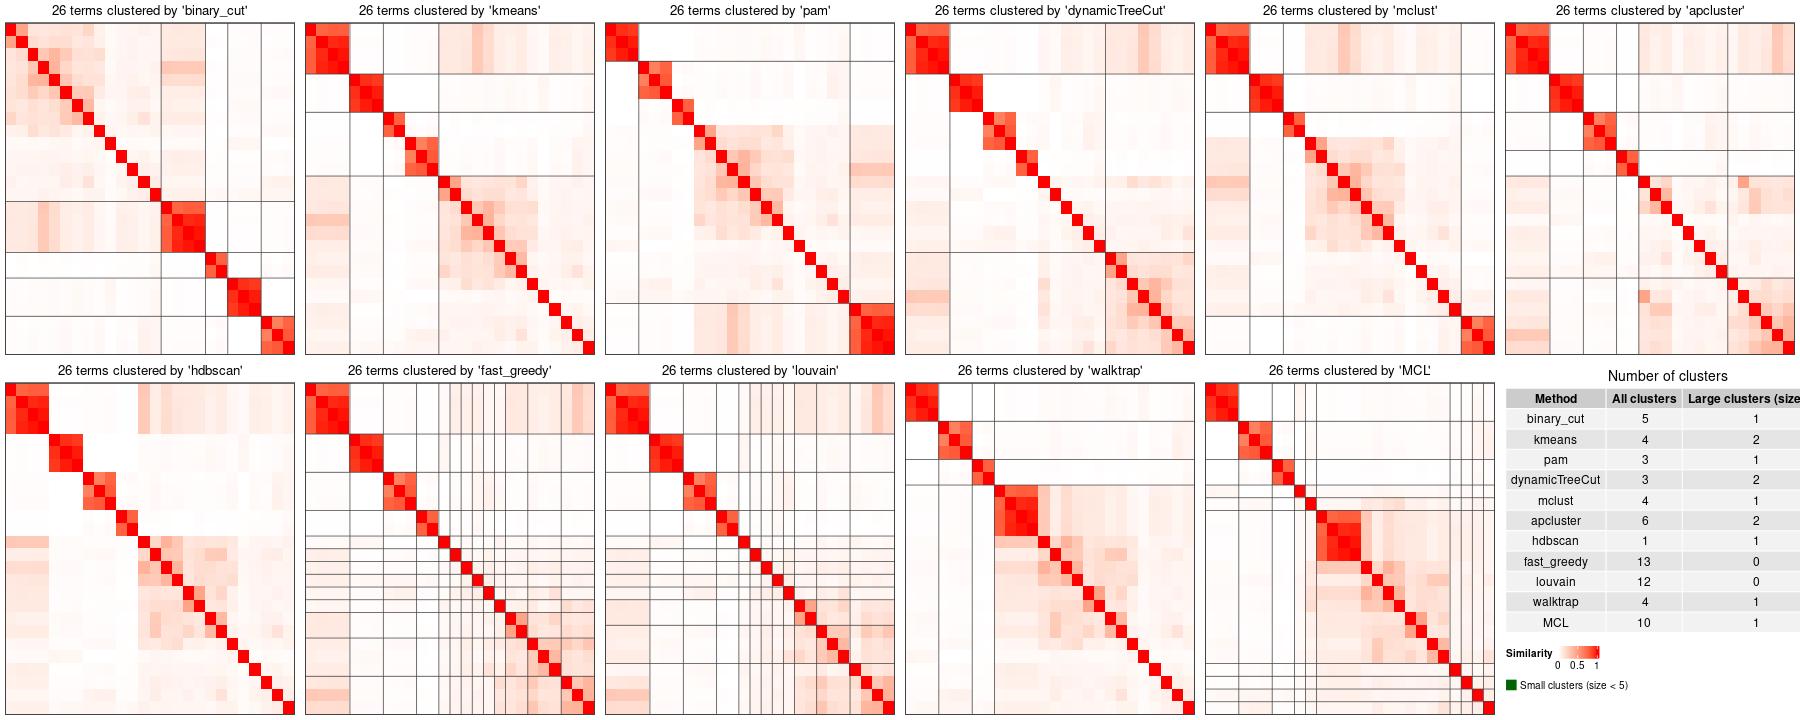 26 terms clustered by 'binary_cut'
26 terms clustered by 'kmeans'
26 terms clustered by 'pam'
26 terms clustered by 'dynamicTreeCut'
26 terms clustered by 'mclust'
26 terms clustered by 'apcluster'
26 terms clustered by 'hdbscan'
26 terms clustered by 'fast_greedy'
26 terms clustered by 'louvain'
26 terms clustered by 'walktrap'
26 terms clustered by 'MCL'
Number of clusters
Method All clusters Large clusters (size
binary_cut 5 1
kmeans 4 2
pam 3 1
dynamicTreeCut 3 2
mclust 4 1
apcluster 6 2
hdbscan 1 1
fast_greedy 13 0
louvain 12 0
walktrap 4 1
MCL 10 1
Similarity
0 0.5 1
Small clusters (size < 5)